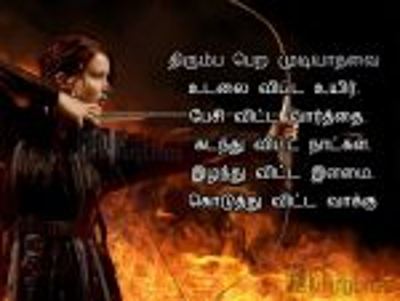 திரும்ப பெற முடியாதவை
உடலை விட்ட உயிர்.
பேசி விட்ட வார்த்தை.
கடந்து விட்ட நாட்கள்.
இழந்து விட்ட இளமை.
கொடுத்து விட்ட வாக்கு